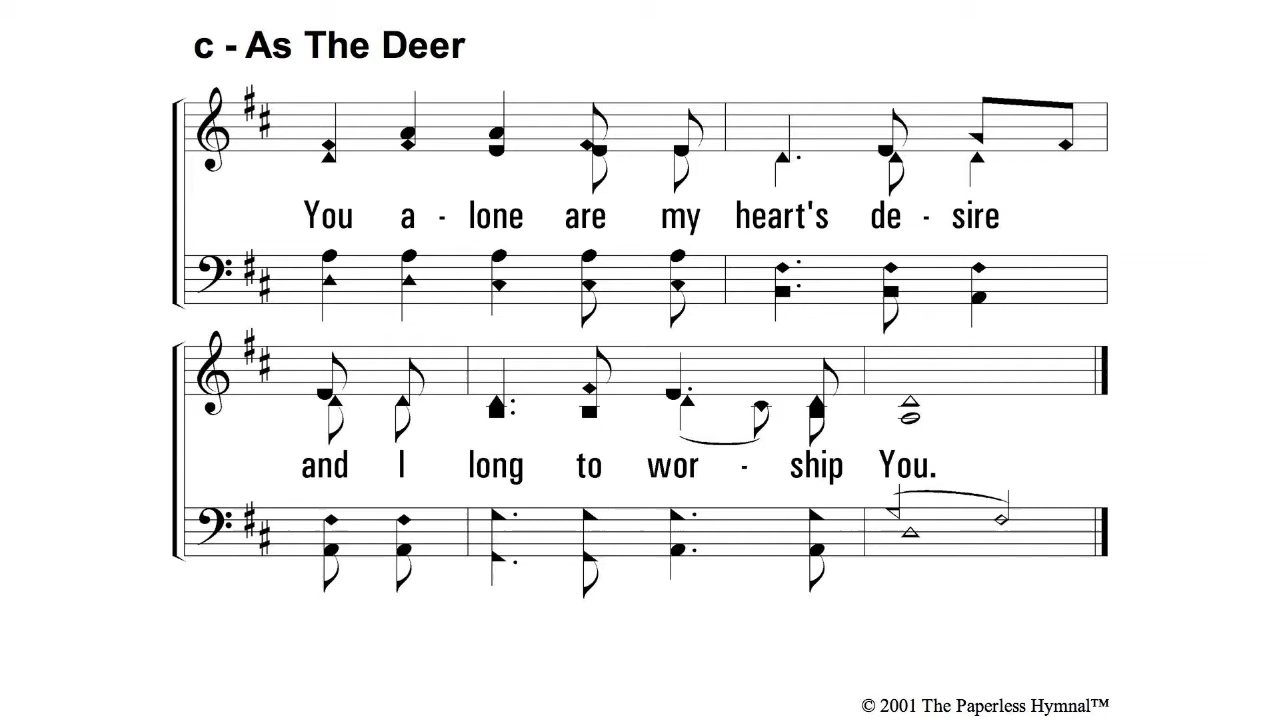 c - As The Deer
You a - lone are my heart's de - sire
and I long to wor - ship You.
© 2001 The Paperless Hymnal™